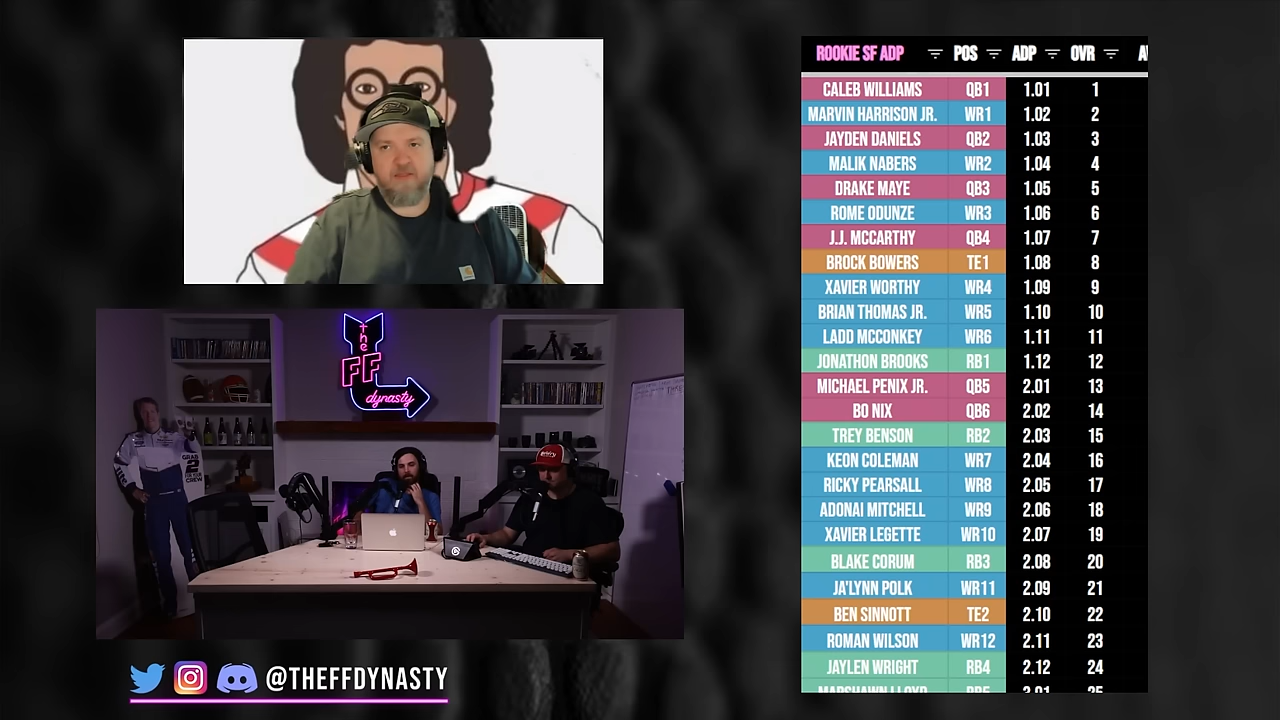 the
FF
dynasty
GRAB
2
@THEFFDYNASTY
ROOKIE SF ADP POS ADP OVR
CALEB WILLIAMS QB1 1.01 1
MARVIN HARRISON JR. WR1 1.02 2
JAYDEN DANIELS QB2 1.03 3
MALIK NABERS WR2 1.04 4
DRAKE MAYE QB3 1.05 5
ROME ODUNZE WR3 1.06 6
J.J. MCCARTHY QB4 1.07 7
BROCK BOWERS TE1 1.08 8
XAVIER WORTHY WR4 1.09 9
BRIAN THOMAS JR. WR5 1.10 10
LADD MCCONKEY WR6 1.11 11
JONATHON BROOKS RB1 1.12 12
MICHAEL PENIX JR. QB5 2.01 13
BO NIX QB6 2.02 14
TREY BENSON RB2 2.03 15
KEON COLEMAN WR7 2.04 16
RICKY PEARSALL WR8 2.05 17
ADONAI MITCHELL WR9 2.06 18
XAVIER LEGETTE WR10 2.07 19
BLAKE CORUM RB3 2.08 20
JA'LYNN POLK WR11 2.09 21
BEN SINNOTT TE2 2.10 22
ROMAN WILSON WR12 2.11 23
JAYLEN WRIGHT RB4 2.12 24
MARSHAWN LLOYD RB5 3.01 25